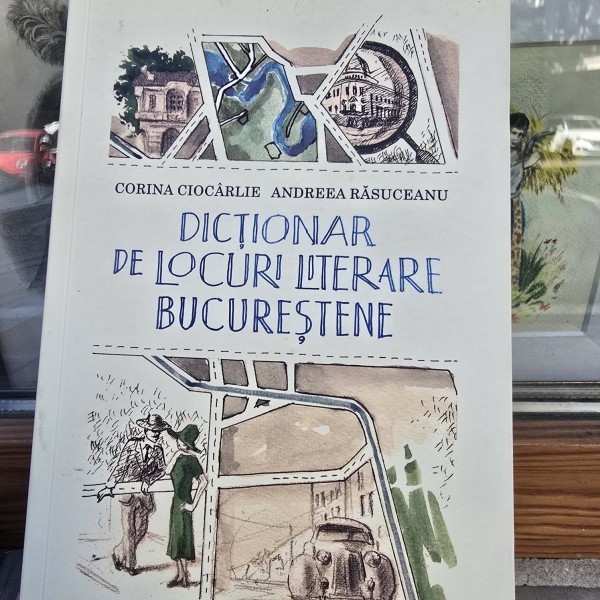 CORINA CIOCÂRLIE ANDREEA RĂSUCEANU
DICȚIONAR
DE LOCURI LITERARE
BUCUREȘTENE